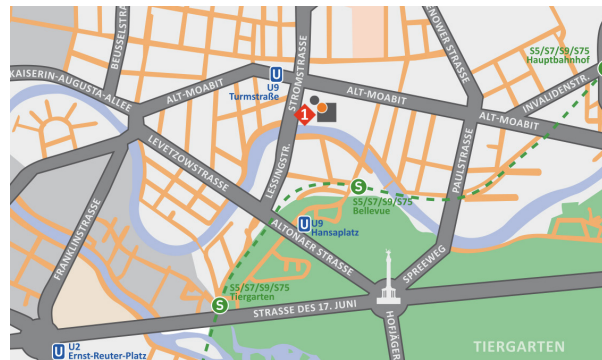 BEUSSELSTRASSE
STROMSTRASSE
S5/S7/S9/S75
Hauptbahnhof
KAISERIN-AUGUSTA-ALLEE
ALT-MOABIT
U
U9
Turmstraße
ALT-MOABIT
INVALIDENSTR.
1
ALT-MOABIT
LEVETZOWSTRASSE
LESSINGSTR.
PAULSTRASSE
S
S5/S7/S9/S75
Bellevue
FRANKLINSTRASSE
U
U9
Hansaplatz
ALTONAER STRASSE
SPREEWEG
S5/S7/S9/S75
Tiergarten
S
STRASSE DES 17. JUNI
HOFJÄGER
TIERGARTEN
U
U2
Ernst-Reuter-Platz